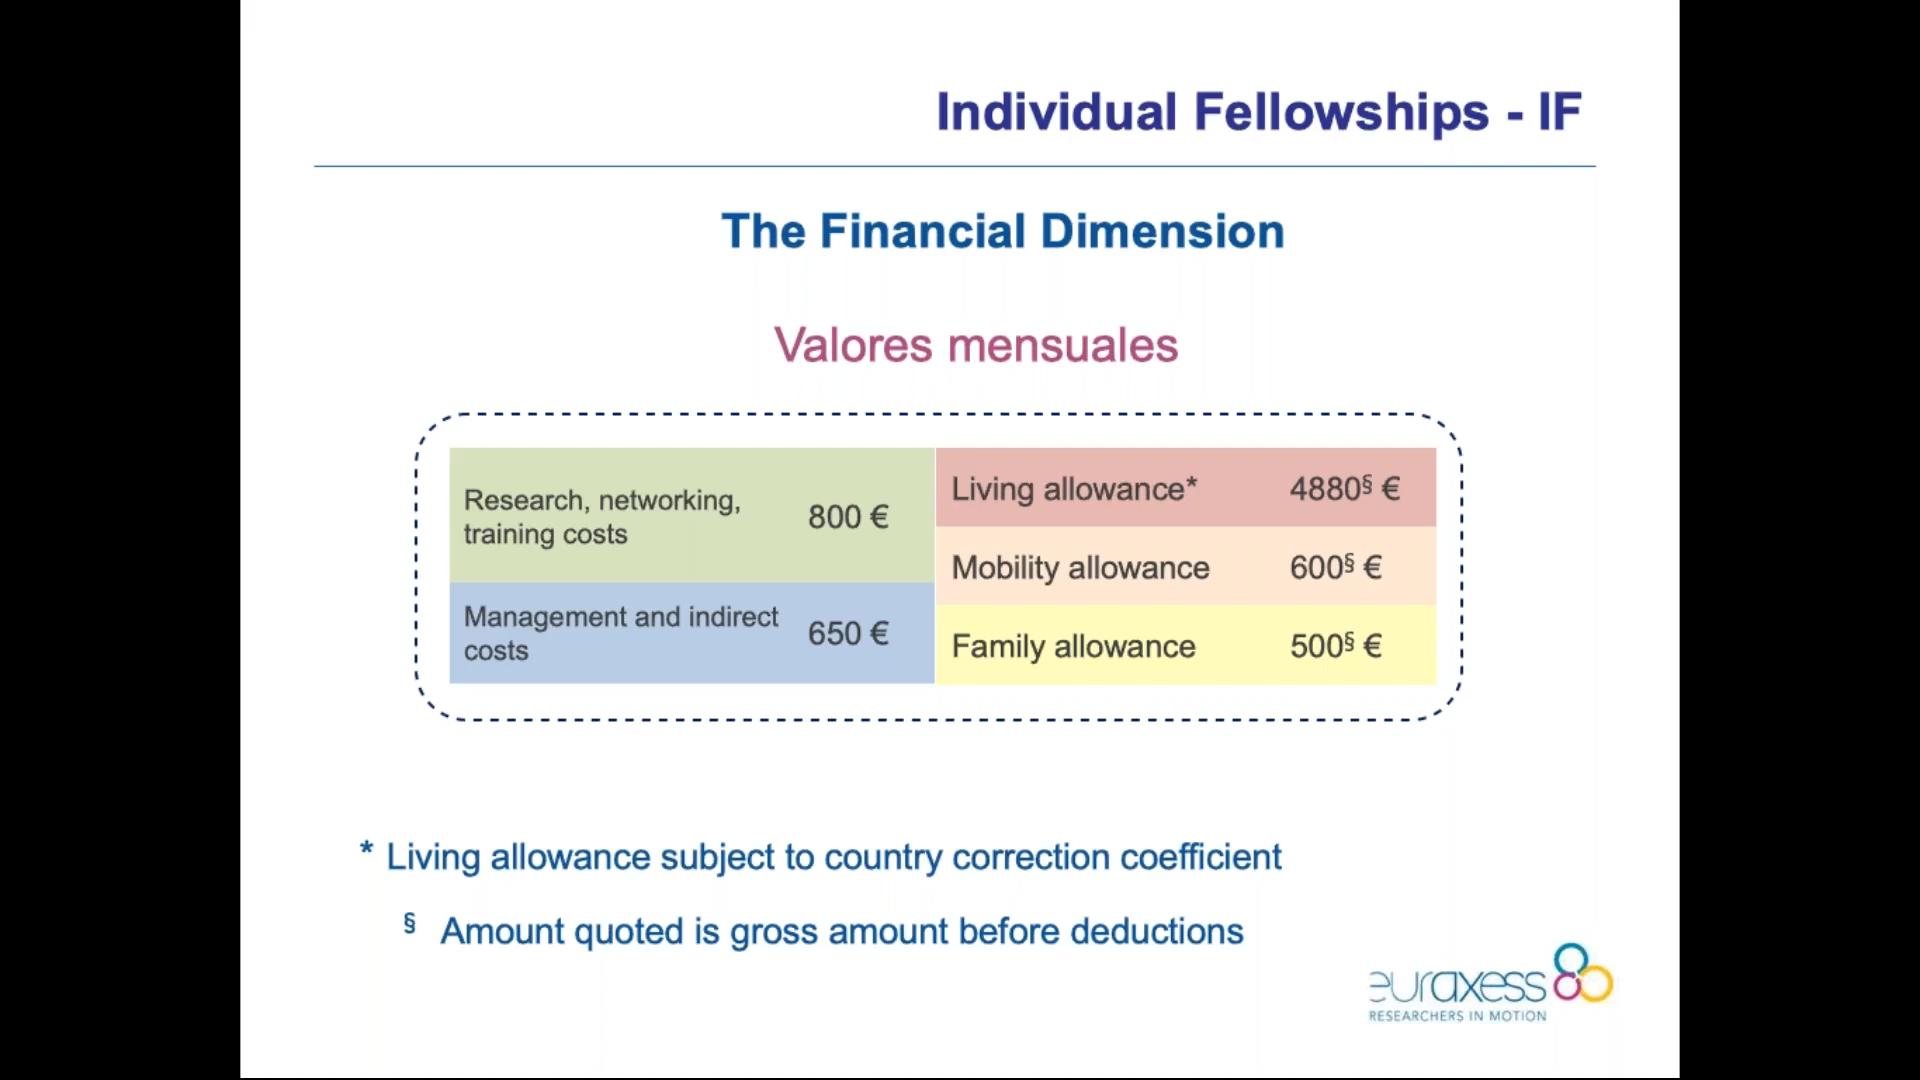 Individual Fellowships - IF
The Financial Dimension
Valores mensuales
Research, networking,
training costs
800 €
Management and indirect
costs
650 €
Living allowance*
4880§ €
Mobility allowance
600§ €
Family allowance
500§ €
* Living allowance subject to country correction coefficient
§ Amount quoted is gross amount before deductions
euraxess
RESEARCHERS IN MOTION